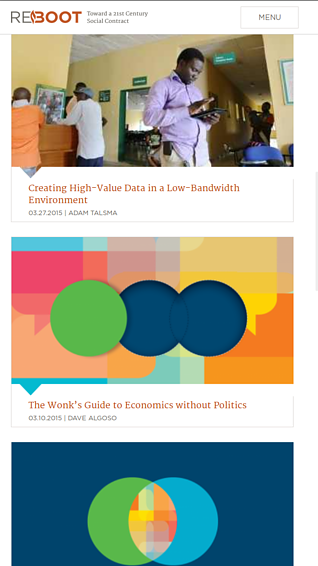 REBOOT
Toward a 21st Century
Social Contract
MENU
Creating High-Value Data in a Low-Bandwidth
Environment
03.27.2015 | ADAM TALSMA
The Wonk's Guide to Economics without Politics
03.10.2015 | DAVE ALGOSO